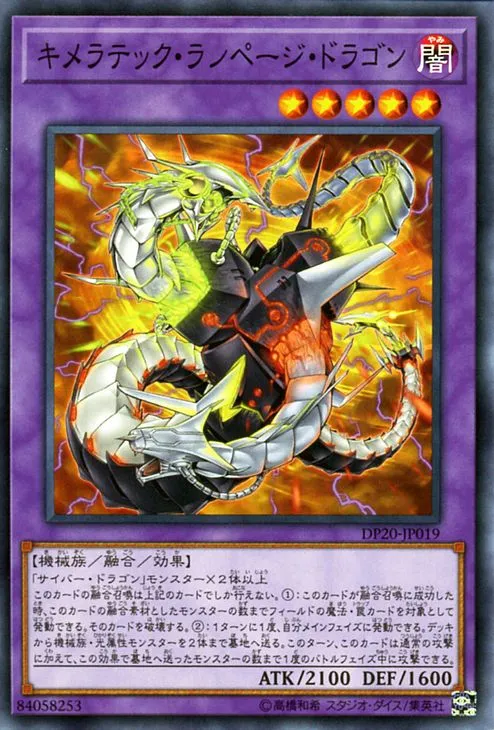 キメラテック・ランページ・ドラゴン
闇
DP20-JP019
【機械族/融合/効果】
「サイバー・ドラゴン」モンスター×2体以上
このカードの融合召喚は上記のカードでしか行えない。①:このカードが融合召喚に成功した
時、このカードの融合素材としたモンスターの数までフィールドの魔法・罠カードを対象として
発動できる。そのカードを破壊する。②:1ターンに1度、自分メインフェイズに発動できる。デッキ
から機械族・光属性モンスターを2体まで墓地へ送る。このターン、このカードは通常の攻撃
に加えて、この効果で墓地へ送ったモンスターの数まで1度のバトルフェイズ中に攻撃できる。
ATK/2100 DEF/1600
84058253
©高橋和希 スタジオ・ダイス/集英社